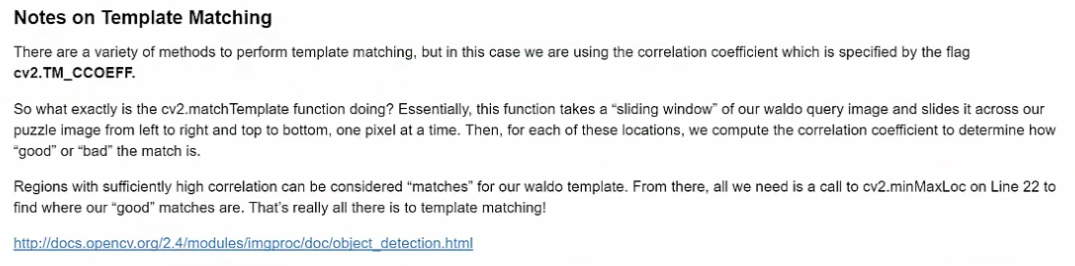 Notes on Template Matching
There are a variety of methods to perform template matching, but in this case we are using the correlation coefficient which is specified by the flag
cv2.TM_CCOEFF.
So what exactly is the cv2.matchTemplate function doing? Essentially, this function takes a “sliding window” of our waldo query image and slides it across our
puzzle image from left to right and top to bottom, one pixel at a time. Then, for each of these locations, we compute the correlation coefficient to determine how
“good” or “bad” the match is.
Regions with sufficiently high correlation can be considered “matches” for our waldo template. From there, all we need is a call to cv2.minMaxLoc on Line 22 to
find where our “good” matches are. That’s really all there is to template matching!
http://docs.opencv.org/2.4/modules/imgproc/doc/object_detection.html